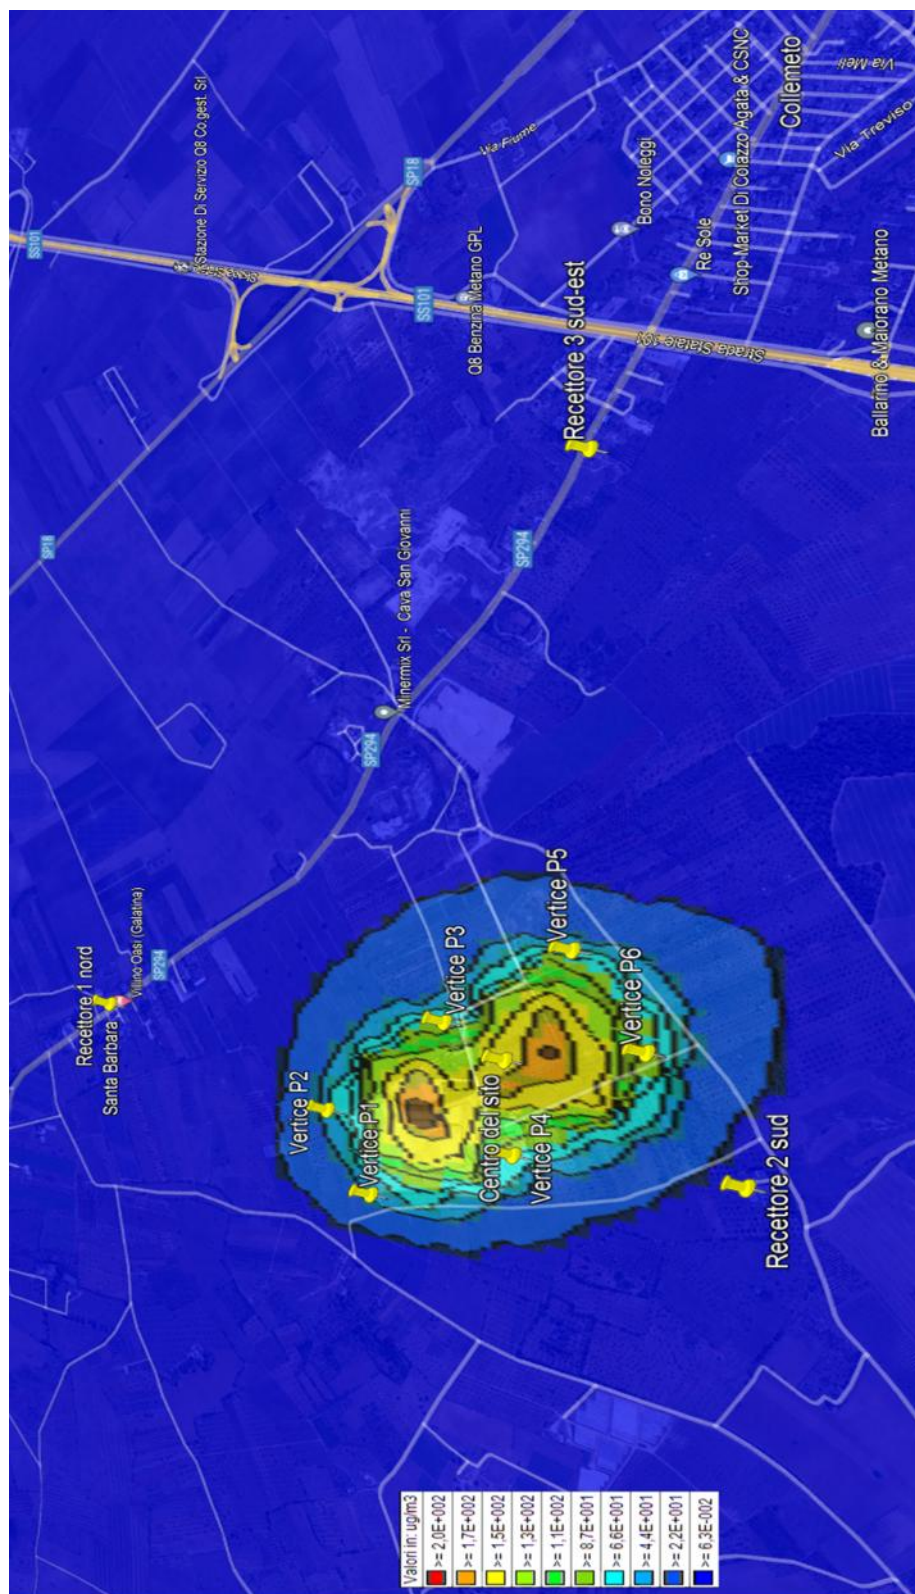 SS101
Stazione Di Servizio Q8 Co.gest. Srl
SP18
SP18
Via Fiume
SS101
Q8 Benzina Metano GPL
Bono Noleggi
Re Sole
Shop Market Di Colazzo Agata & CSNC
Collemeto
Via Meli
Via Treviso
Strada Statale 101
Ballarino & Maiorano Metano
Recettore 3 sud-est
SP294
Minermix Srl - Cava San Giovanni
SP294
Recettore 1 nord
Santa Barbara
Villino Oasi (Galatina)
SP294
Vertice P2
Vertice P1
Vertice P3
Centro del sito
Vertice P4
Vertice P5
Vertice P6
Recettore 2 sud
Valori in: ug/m3
>= 2,0E+002
>= 1,7E+002
>= 1,5E+002
>= 1,3E+002
>= 1,1E+002
>= 8,7E+001
>= 6,6E+001
>= 4,4E+001
>= 2,2E+001
>= 6,3E-002